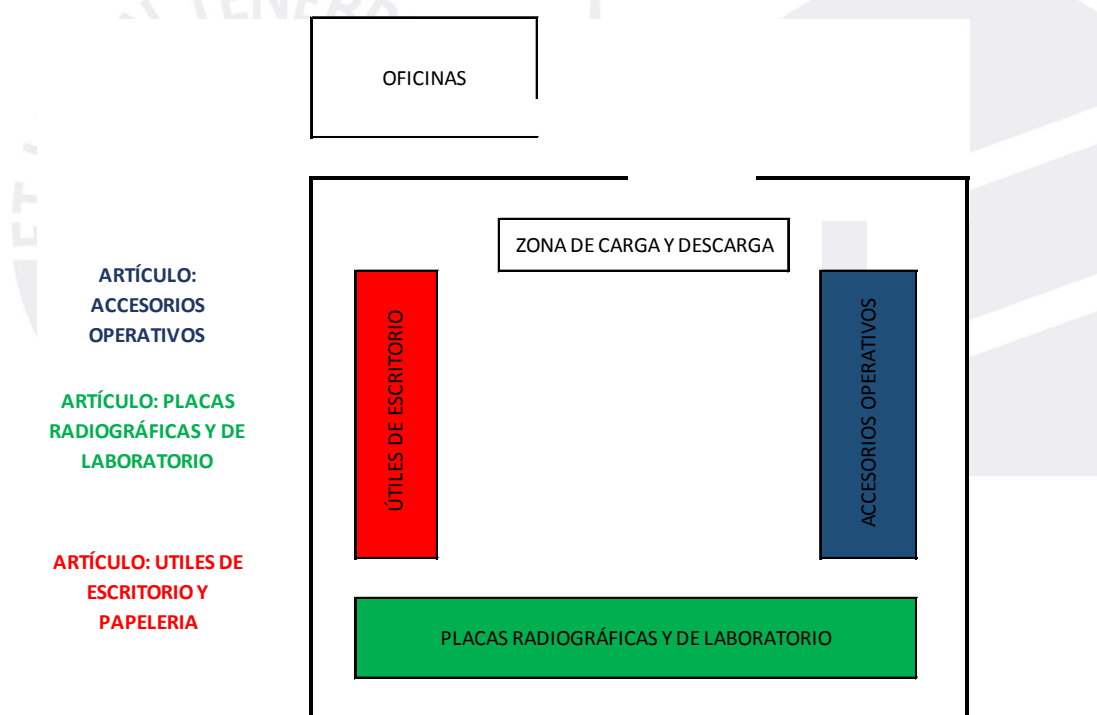 OFICINAS
ZONA DE CARGA Y DESCARGA
ARTÍCULO:
ACCESORIOS
OPERATIVOS
ARTÍCULO: PLACAS
RADIOGRÁFICAS Y DE
LABORATORIO
ARTÍCULO: UTILES DE
ESCRITORIO Y
PAPELERIA
ÚTILES DE ESCRITORIO
ACCESORIOS OPERATIVOS
PLACAS RADIOGRÁFICAS Y DE LABORATORIO